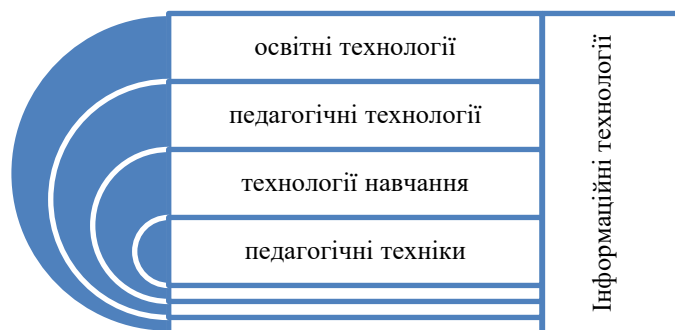 освітні технології
педагогічні технології
технології навчання
педагогічні техніки
Інформаційні технології